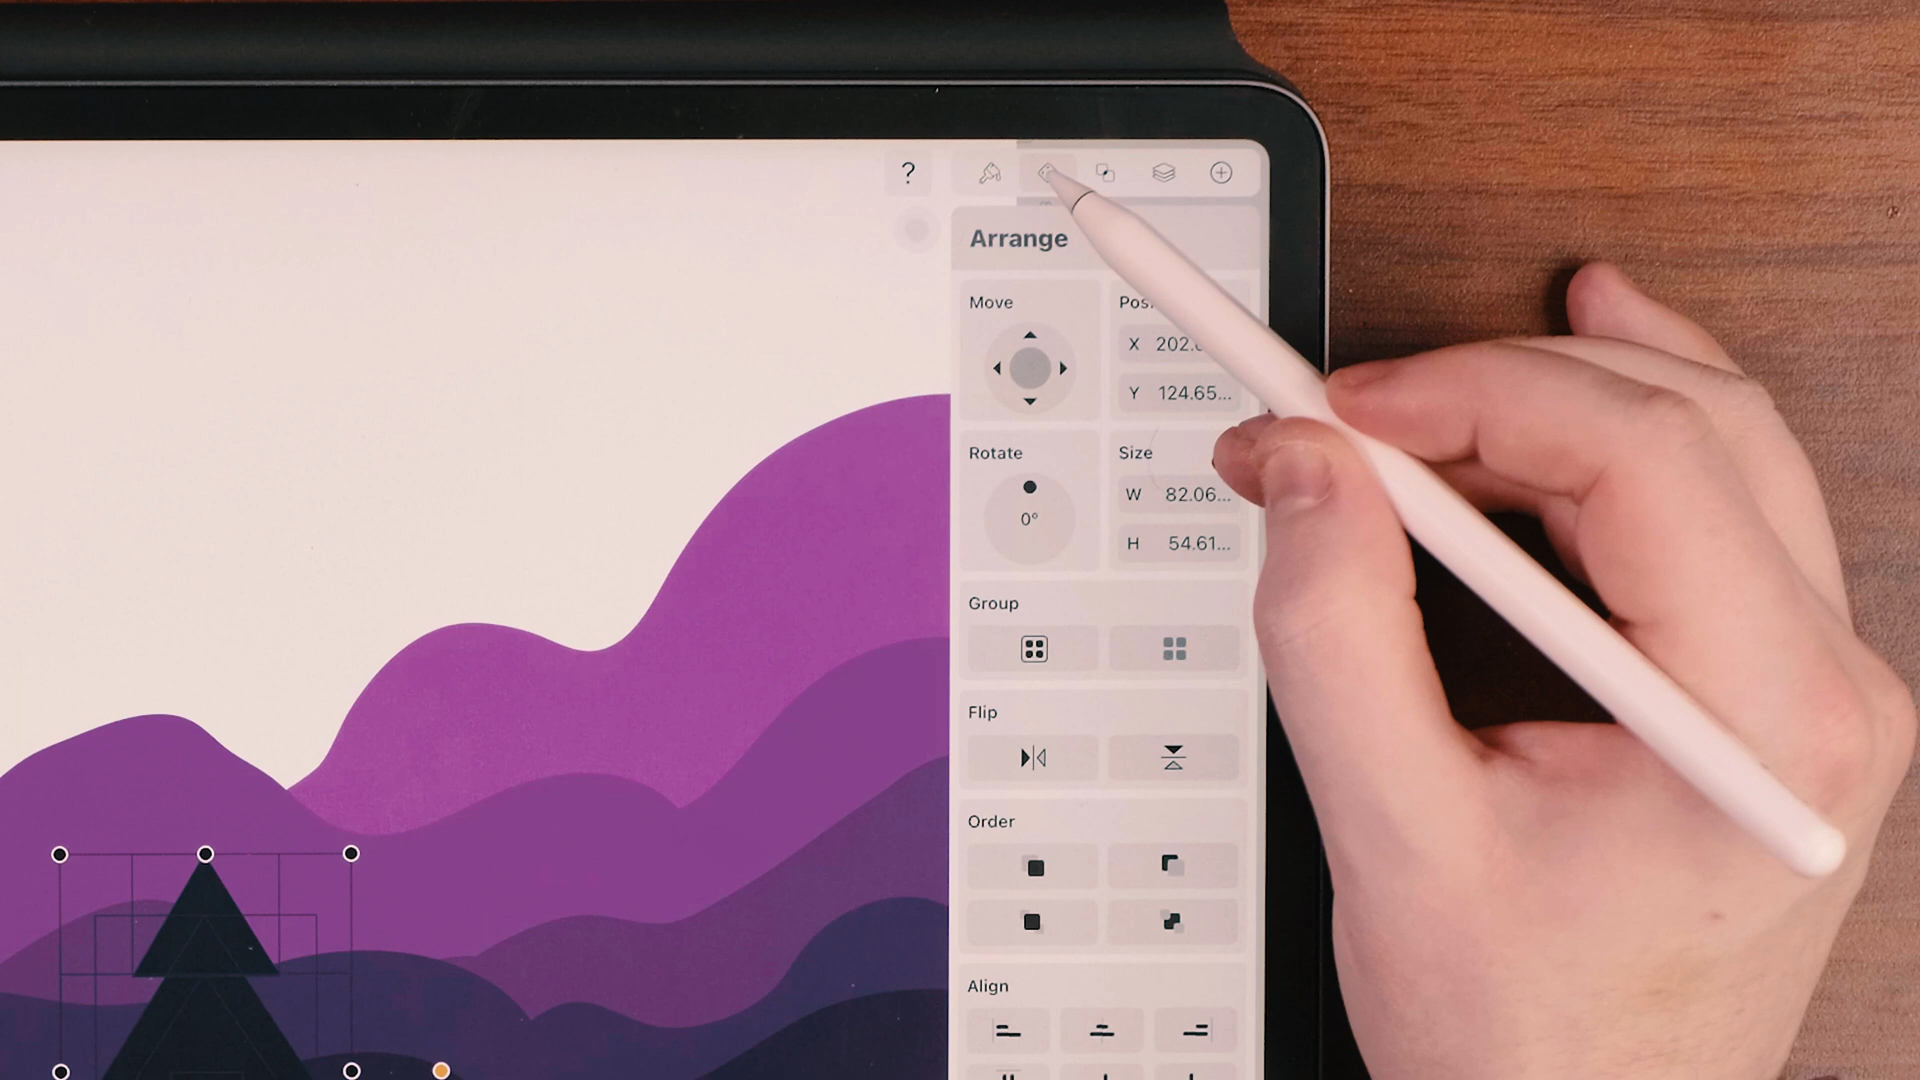 ?
Arrange
Move
Pos
X 202.
Y 124.65...
Rotate
0°
Size
W 82.06...
H 54.61...
Group
Flip
Order
Align